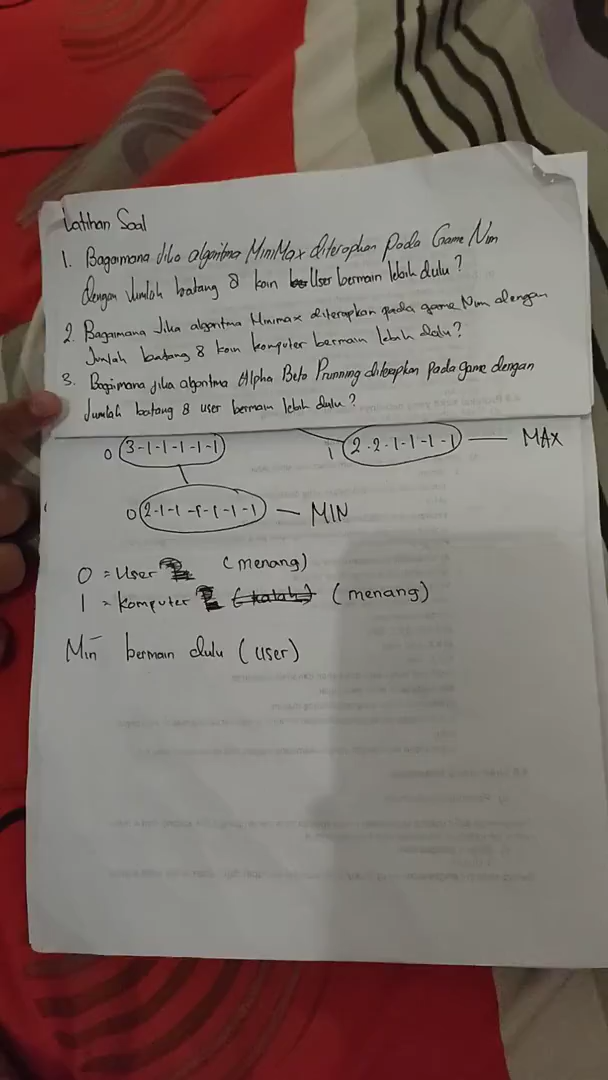 Latihan Soal
1. Bagaimana Jika algoritma MiniMax diterapkan pada Game Nim
dengan Jumlah batang 8 koin User bermain lebih dulu?
2. Bagaimana Jika algoritma Minimax diterapkan pada game Nim dengan
Jumlah batang 8 koin komputer bermain lebih dulu?
3. Bagaimana jika algoritma Alpha Beta Prunning diterapkan pada game dengan
Jumlah batang 8 user bermain lebih dulu?
0 3-1-1-1-1-1 1 2-2-1-1-1-1 — MAX
0 2-1-1-1-1-1-1 — MIN
0 = User (menang)
1 = komputer (kalah) (menang)
Min bermain dulu (user)